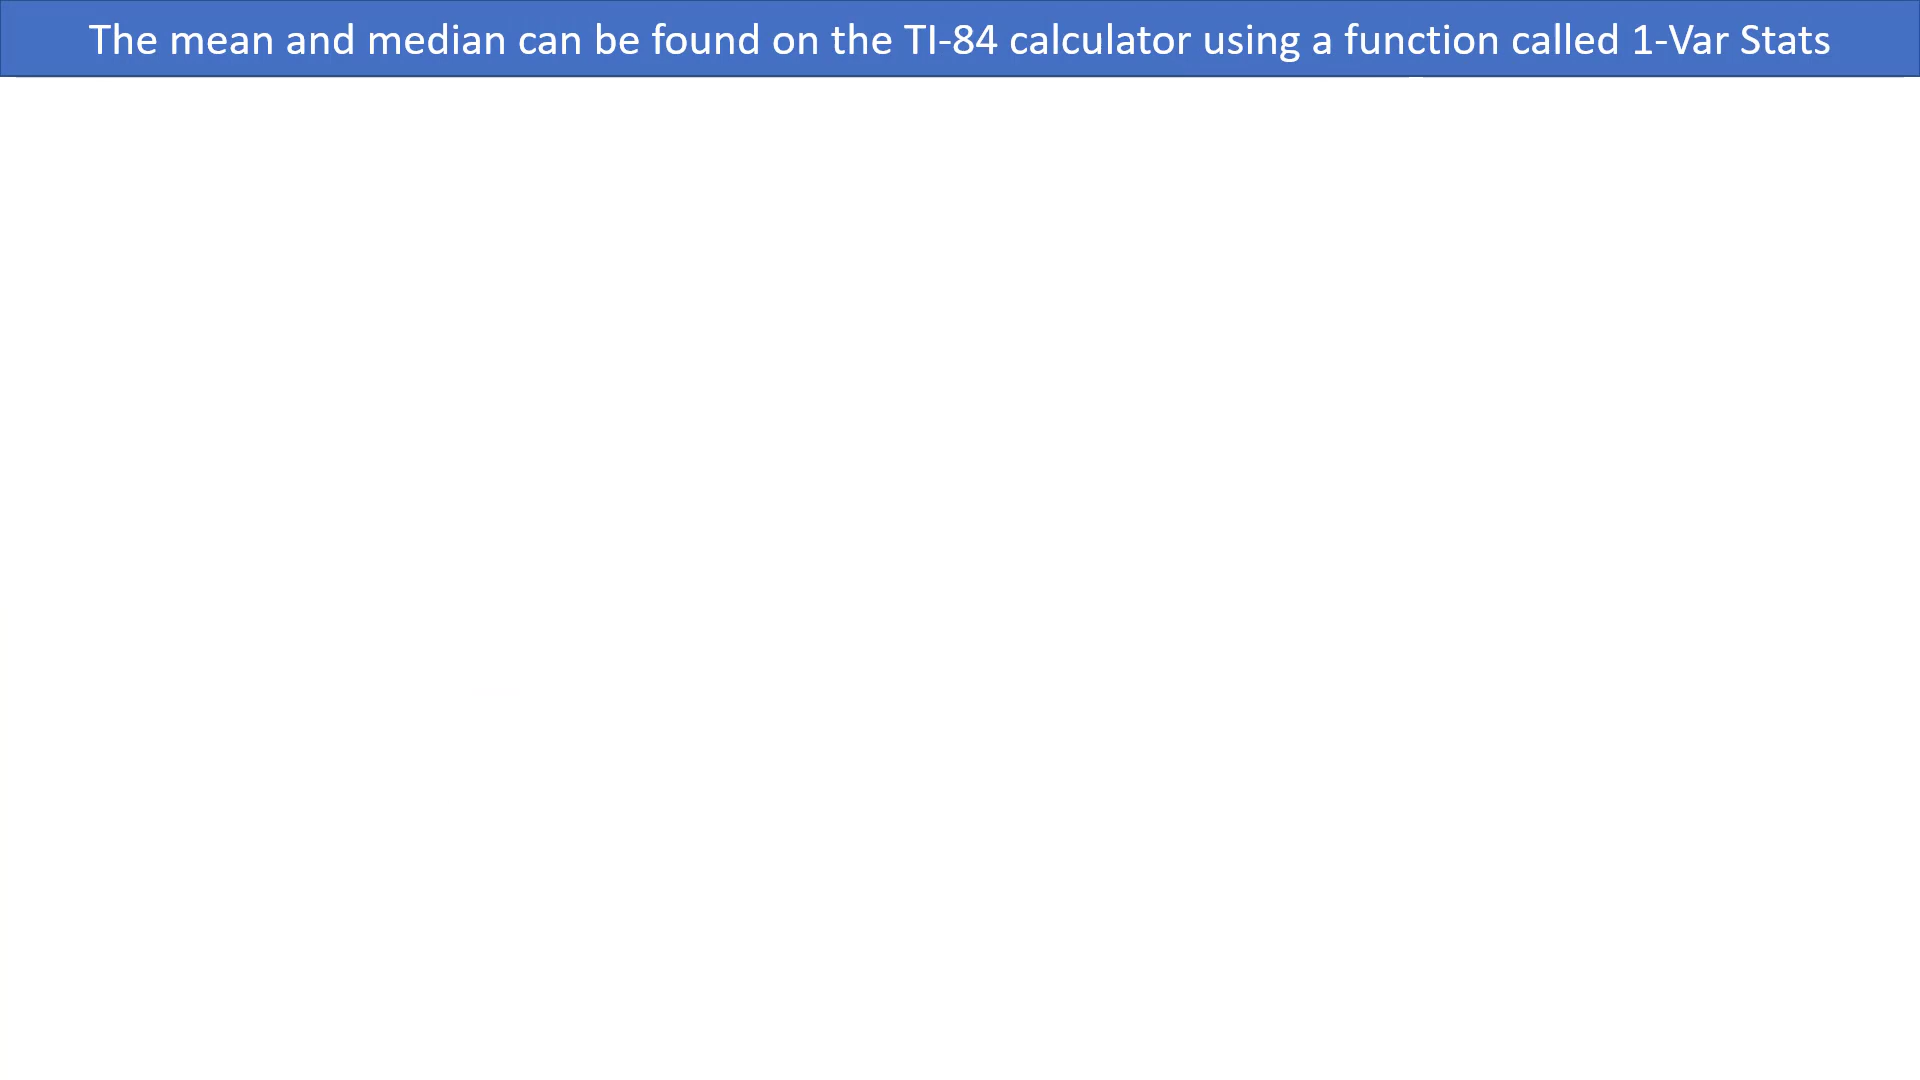 The mean and median can be found on the TI-84 calculator using a function called 1-Var Stats